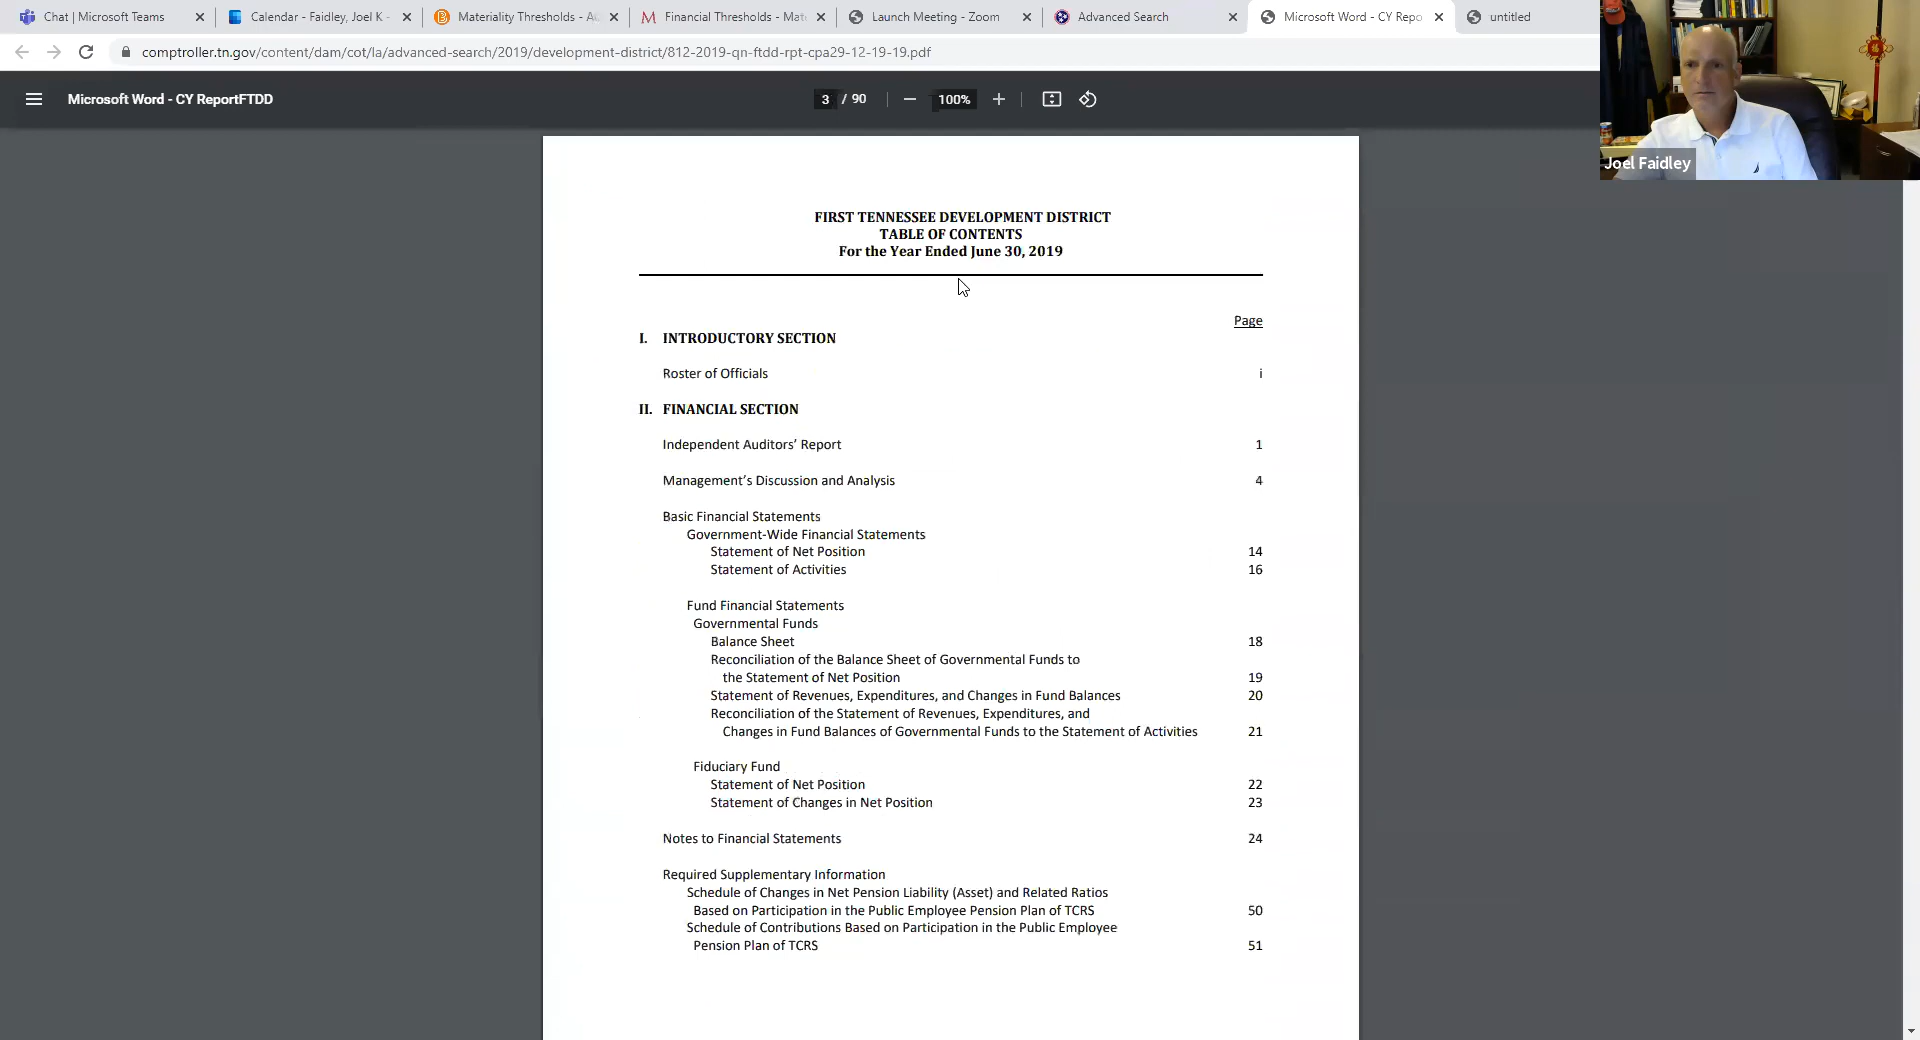 Chat | Microsoft Teams
Calendar - Faidley, Joel K -
Materiality Thresholds - Au
Financial Thresholds - Mat
Launch Meeting - Zoom
Advanced Search
Microsoft Word - CY Repo
untitled
comptroller.tn.gov/content/dam/cot/la/advanced-search/2019/development-district/812-2019-qn-ftdd-rpt-cpa29-12-19-19.pdf
Microsoft Word - CY ReportFTDD
3 / 90
100%
Joel Faidley
FIRST TENNESSEE DEVELOPMENT DISTRICT
TABLE OF CONTENTS
For the Year Ended June 30, 2019
Page
I. INTRODUCTORY SECTION
Roster of Officials i
II. FINANCIAL SECTION
Independent Auditors' Report 1
Management's Discussion and Analysis 4
Basic Financial Statements
Government-Wide Financial Statements
Statement of Net Position 14
Statement of Activities 16
Fund Financial Statements
Governmental Funds
Balance Sheet 18
Reconciliation of the Balance Sheet of Governmental Funds to
the Statement of Net Position 19
Statement of Revenues, Expenditures, and Changes in Fund Balances 20
Reconciliation of the Statement of Revenues, Expenditures, and
Changes in Fund Balances of Governmental Funds to the Statement of Activities 21
Fiduciary Fund
Statement of Net Position 22
Statement of Changes in Net Position 23
Notes to Financial Statements 24
Required Supplementary Information
Schedule of Changes in Net Pension Liability (Asset) and Related Ratios
Based on Participation in the Public Employee Pension Plan of TCRS 50
Schedule of Contributions Based on Participation in the Public Employee
Pension Plan of TCRS 51